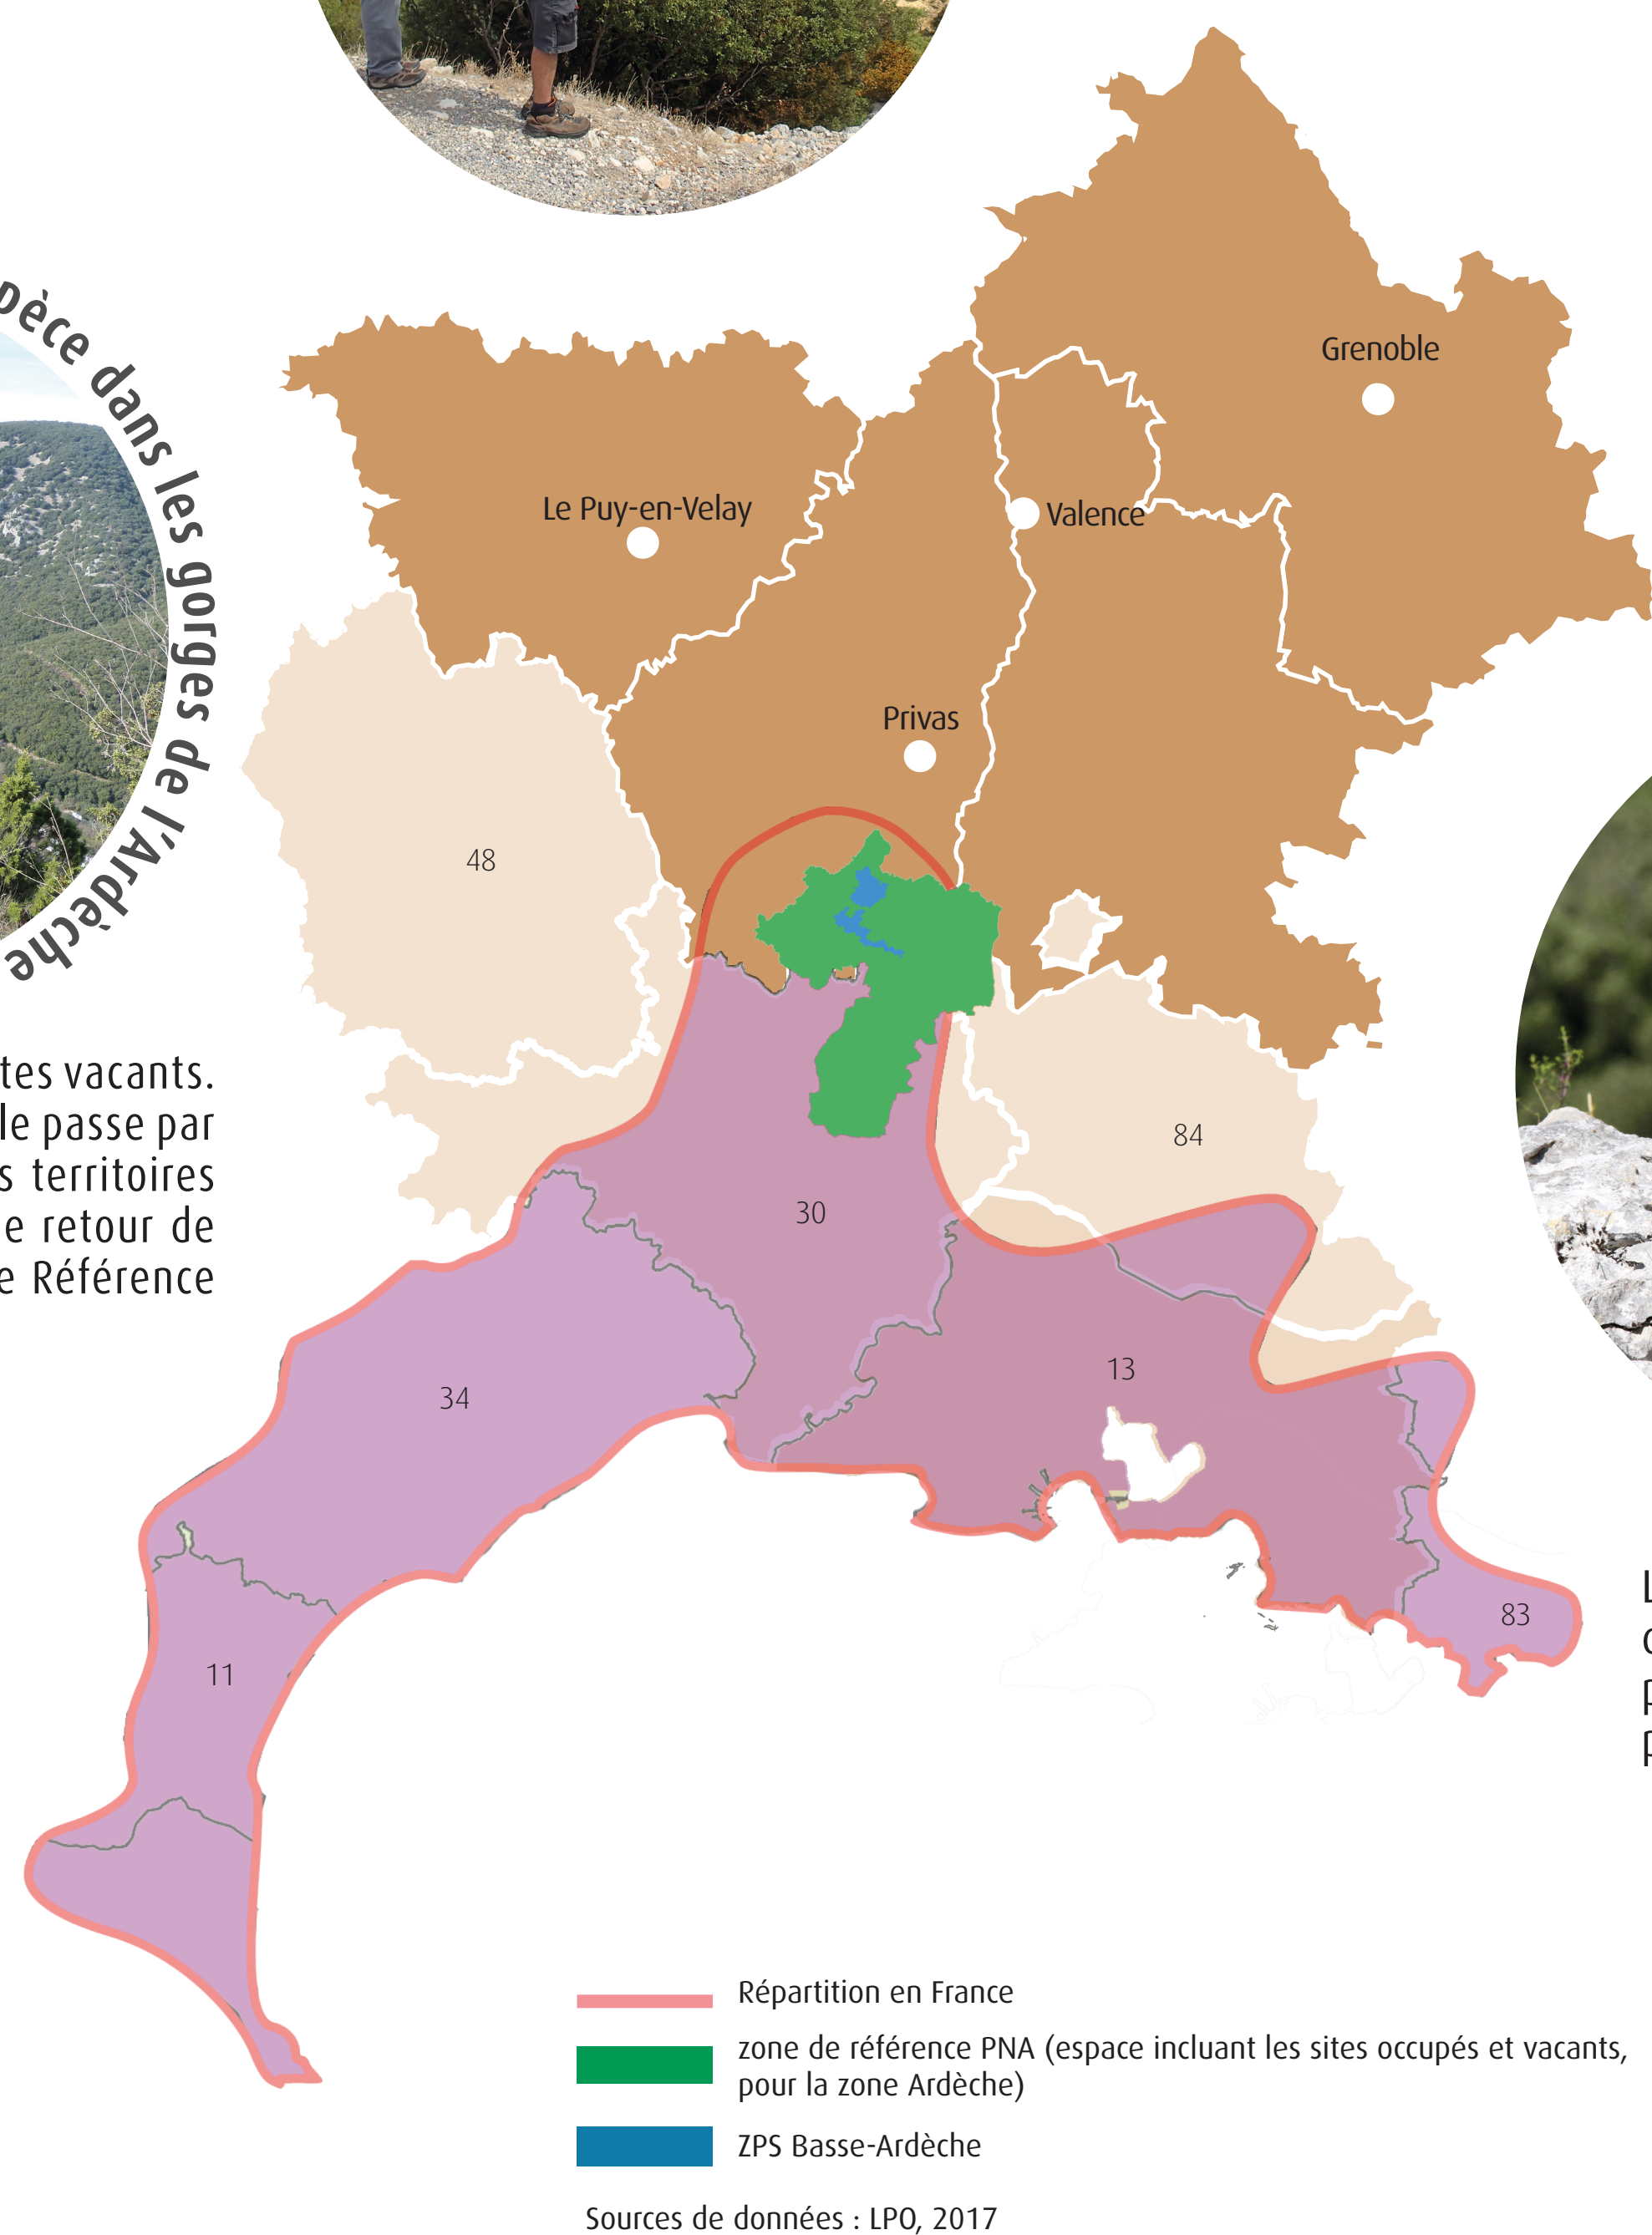 pèce dans les gorges de l'Ardèche
tes vacants.
le passe par
s territoires
e retour de
e Référence
Grenoble
Le Puy-en-Velay
Valence
Privas
48
84
30
13
34
83
11
Répartition en France
zone de référence PNA (espace incluant les sites occupés et vacants,
pour la zone Ardèche)
ZPS Basse-Ardèche
Sources de données : LPO, 2017